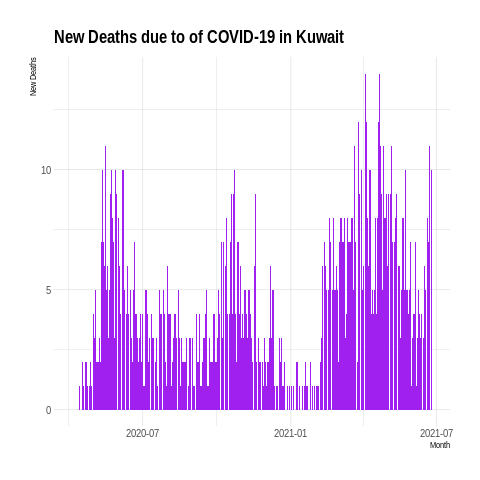 New Deaths due to of COVID-19 in Kuwait
New Deaths
10
5
0
2020-07
2021-01
2021-07
Month